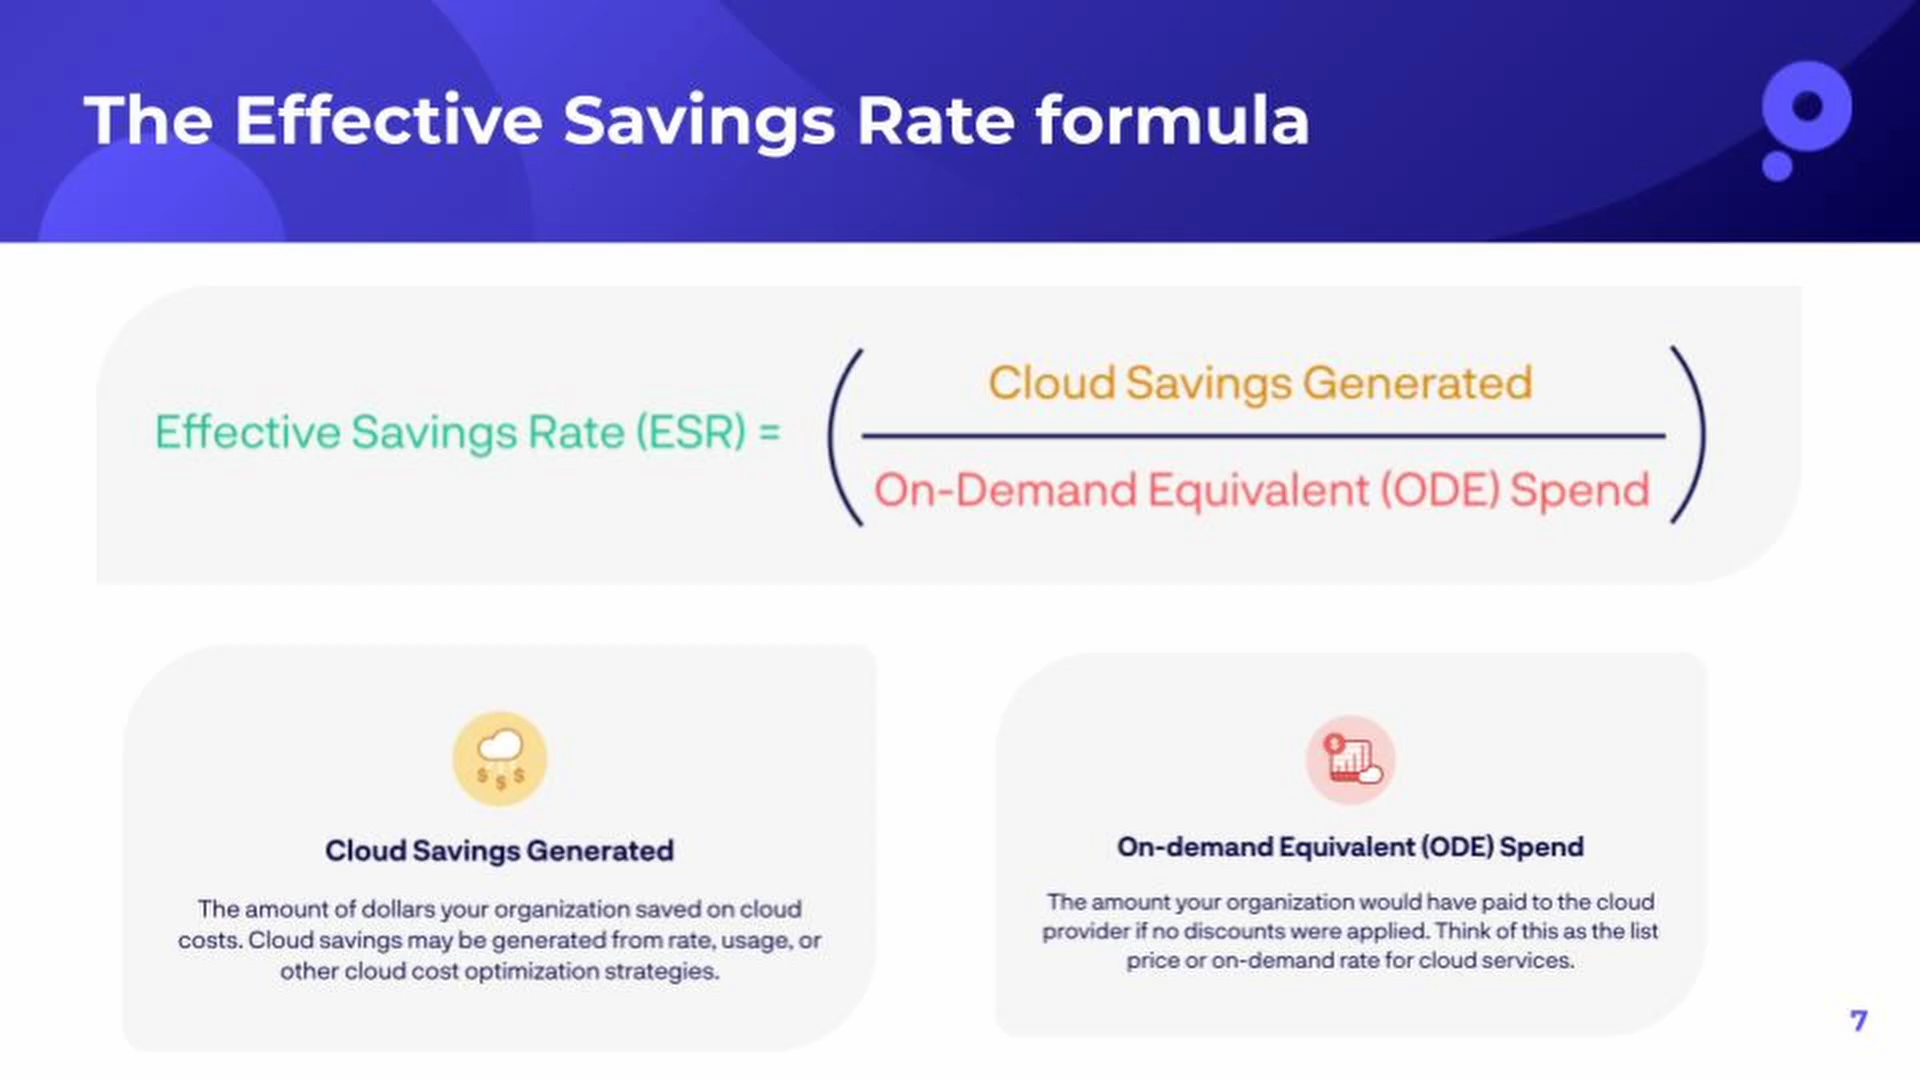 The Effective Savings Rate formula
Effective Savings Rate (ESR) =
Cloud Savings Generated
On-Demand Equivalent (ODE) Spend
Cloud Savings Generated
The amount of dollars your organization saved on cloud
costs. Cloud savings may be generated from rate, usage, or
other cloud cost optimization strategies.
On-demand Equivalent (ODE) Spend
The amount your organization would have paid to the cloud
provider if no discounts were applied. Think of this as the list
price or on-demand rate for cloud services.
7